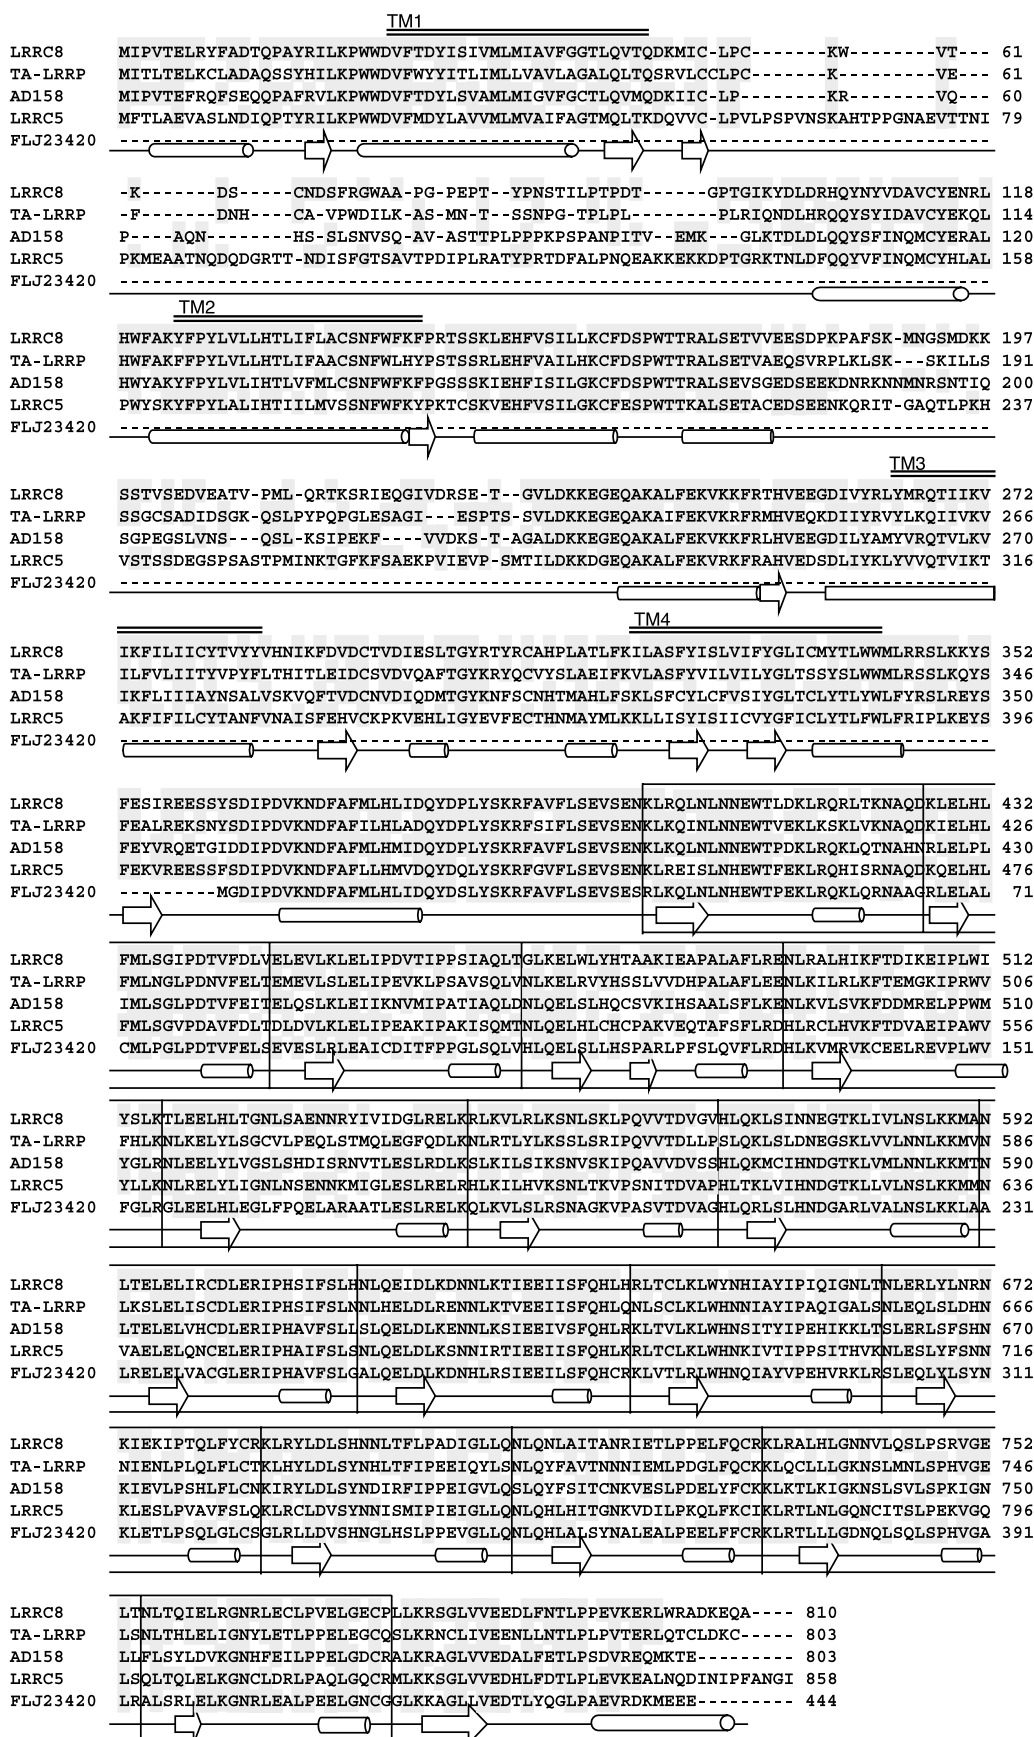 TM1
LRRC8 MIPVTELRYFADTQPAYRILKPWWDVFTDYISIVMLMIAVFGGTLQVTQDKMIC-LPC------KW-------VT--- 61
TA-LRRP MITLTELKCLADAQSSYHILKPWWDVFWYYITLIMLLVAVLAGALQLTQSRVLCCLPC------K--------VE--- 61
AD158 MIPVTEFRQFSEQQPAFRVLKPWWDVFTDYLSVAMLMIGVFGCTLQVMQDKIIC-LP-------KR-------VQ--- 60
LRRC5 MFTLAEVASLNDIQPTYRILKPWWDVFMDYLAVVMLMVAIFAGTMQLTKDQVVC-LPVLPSPVNSKAHTPPGNAEVTTNI 79
FLJ23420 --------------------------------------------------------------------------------
LRRC8 -K------DS----CNDSFRGWAA-PG-PEPT--YPNSTILPTPDT-------GPTGIKYDLDRHQYNYVDAVCYENRL 118
TA-LRRP -F------DNH---CA-VPWDILK-AS-MN-T--SSNPG-TPLPL-------PLRIQNDLHRQQYSYIDAVCYEKQL 114
AD158 P---AQN-------HS-SLSNVSQ-AV-ASTTPLPPPKPSPANPITV--EMK---GLKTDLDLQQYSFINQMCYERAL 120
LRRC5 PKMEAATNQDQDGRTT-NDISFGTSAVTPDIPLRATYPRTDFALPNQEAKKEKKDPTGRKTNLDFQQYVFINQMCYHLAL 158
FLJ23420 --------------------------------------------------------------------------------
TM2
LRRC8 HWFAKYFPYLVLLHTLIFLACSNFWFKFPRTSSKLEHFVSILLKCFDSPWTTRALSETVVEESDPKPAFSK-MNGSMDKK 197
TA-LRRP HWFAKFFPYLVLLHTLIFAACSNFWLHYPSTSSRLEHFVAILHKCFDSPWTTRALSETVAEQSVRPLKLSK---SKILLS 191
AD158 HWYAKYFPYLVLIHTLVFMLCSNFWFKFPGSSSKIEHFISILGKCFDSPWTTRALSEVSGEDSEEKDNRKNNMNRSNTIQ 200
LRRC5 PWYSKYFPYLALIHTIILMVSSNFWFKYPKTCSKVEHFVSILGKCFESPWTTKALSETACEDSEENKQRIT-GAQTLPKH 237
FLJ23420 --------------------------------------------------------------------------------
TM3
LRRC8 SSTVSEDVEATV-PML-QRTKSRIEQGIVDRSE-T--GVLDKKEGEQAKALFEKVKKFRTHVEEGDIVYRLYMRQTIIKV 272
TA-LRRP SSGCSADIDSGK-QSLPYPQPGLESAGI---ESPTS-SVLDKKEGEQAKAIFEKVKRFRMHVEQKDIIYRVYLKQIIVKV 266
AD158 SGPEGSLVNS---QSL-KSIPEKF----VVDKS-T-AGALDKKEGEQAKALFEKVKKFRLHVEEGDILYAMYVRQTVLKV 270
LRRC5 VSTSSDEGSPSASTPMINKTGFKFSAEKPVIEVP-SMTILDKKDGEQAKALFEKVRKFRAHVEDSDLIYKLYVVQTVIKT 316
FLJ23420 --------------------------------------------------------------------------------
TM4
LRRC8 IKFILIICYTVYYVHNIKFDVDCTVDIESLTGYRTYRCAHPLATLFKILASFYISLVIFYGLICMYTLWWMLRRSLKKYS 352
TA-LRRP ILFVLIITYVPYFLTHITLEIDCSVDVQAFTGYKRYQCVYSLAEIFKVLASFYVILVILYGLTSSYSLWWMLRSSLKQYS 346
AD158 IKFLIIIAYNSALVSKVQFTVDCNVDIQDMTGYKNFSCNHTMAHLFSKLSFCYLCFVSIYGLTCLYTLYWLFYRSLREYS 350
LRRC5 AKFIFILCYTANFVNAISFEHVCKPKVEHLIGYEVFECTHNMAYMLKKLLISYISIICVYGFICLYTLFWLFRIPLKEYS 396
FLJ23420 --------------------------------------------------------------------------------
LRRC8 FESIREESSYSDIPDVKNDFAFMLHLIDQYDPLYSKRFAVFLSEVSENKLRQLNLNNEWTLDKLRQRLTKNAQDKLELHL 432
TA-LRRP FEALREKSNYSDIPDVKNDFAFILHLADQYDPLYSKRFSIFLSEVSENKLKQINLNNEWTVEKLKSKLVKNAQDKIELHL 426
AD158 FEYVRQETGIDDIPDVKNDFAFMLHMIDQYDPLYSKRFAVFLSEVSENKLKQLNLNNEWTPDKLRQKLQTNAHNRLELPL 430
LRRC5 FEKVREESSFSDIPDVKNDFAFLLHMVDQYDQLYSKRFGVFLSEVSENKLREISLNHEWTFEKLRQHISRNAQDKQELHL 476
FLJ23420 ---------MGDIPDVKNDFAFMLHLIDQYDSLYSKRFAVFLSEVSESRLKQLNLNHEWTPEKLRQKLQRNAAGRLELAL 71
LRRC8 FMLSGIPDTVFDLVELEVLKLELIPDVTIPPSIAQLTGLKELWLYHTAAKIEAPALAFLRENLRALHIKFTDIKEIPLWI 512
TA-LRRP FMLNGLPDNVFELTEMEVLSLELIPEVKLPSAVSQLVNLKELRVYHSSLVVDHPALAFLEENLKILRLKFTEMGKIPRWV 506
AD158 IMLSGLPDTVFEITELQSLKLEIIKNVMIPATIAQLDNLQELSLHQCSVKIHSAALSFLKENLKVLSVKFDDMRELPPWM 510
LRRC5 FMLSGVPDAVFDLTDLDVLKLELIPEAKIPAKISQMTNLQELHLCHCPAKVEQTAFSFLRDHLRCLHVKFTDVAEIPAWV 556
FLJ23420 CMLPGLPDTVFELSEVESLRLEAICDITFPPGLSQLVHLQELSLLHSPARLPFSLQVFLRDHLKVMRVKCEELREVPLWV 151
LRRC8 YSLKTLEELHLTGNLSAENNRYIVIDGLRELKRLKVLRLKSNLSKLPQVVTDVGVHLQKLSINNEGTKLIVLNSLKKMAN 592
TA-LRRP FHLKNLKELYLSGCVLPEQLSTMQLEGFQDLKNLRTLYLKSSLSRIPQVVTDLLPSLQKLSLDNEGSKLVVLNNLKKMVN 586
AD158 YGLRNLEELYLVGSLSHDISRNVTLESLRDLKSLKILSIKSNVSKIPQAVVDVSSHLQKMCIHNDGTKLVMLNNLKKMTN 590
LRRC5 YLLKNLRELYLIGNLNSENNKMIGLESLRELRHLKILHVKSNLTKVPSNITDVAPHLTKLVIHNDGTKLLVLNSLKKMMN 636
FLJ23420 FGLRGLEELHLEGLFPQELARAATLESLRELKQLKVLSLRSNAGKVPASVTDVAGHLQRLSLHNDGARLVALNSLKKLAA 231
LRRC8 LTELELIRCDLERIPHSIFSLHNLQEIDLKDNNLKTIEEIISFQHLHRLTCLKLWYNHIAYIPIQIGNLTNLERLYLNRN 672
TA-LRRP LKSLELISCDLERIPHSIFSLNNLHELDLRENNLKTVEEIISFQHLQNLSCLKLWHNNIAYIPAQIGALSNLEQLSLDHN 666
AD158 LTELELVHCDLERIPHAVFSLLSLQELDLKENNLKSIEEIVSFQHLRKLTVLKLWHNSITYIPEHIKKLTSLERLSFSHN 670
LRRC5 VAELELQNCELERIPHAIFSLSNLQELDLKSNNIRTIEEIISFQHLKRLTCLKLWHNKIVTIPPSITHVKNLESLYFSNN 716
FLJ23420 LRELELVACGLERIPHAVFSLGALQELDLKDNHLRSIEEILSFQHCRKLVTLRLWHNQIAYVPEHVRKLRSLEQLYLSYN 311
LRRC8 KIEKIPTQLFYCRKLRYLDLSHNNLTFLPADIGLLQNLQNLAITANRIETLPPELFQCRKLRALHLGNNVLQSLPSRVGE 752
TA-LRRP NIENLPLQLFLCTKLHYLDLSYNHLTFIPEEIQYLSNLQYFAVTNNNIEMLPDGLFQCKKLQCLLLGKNSLMNLSPHVGE 746
AD158 KIEVLPSHLFLCNKIRYLDLSYNDIRFIPPEIGVLQSLQYFSITCNKVESLPDELYFCKKLKTLKIGKNSLSVLSPKIGN 750
LRRC5 KLESLPVAVFSLQKLRCLDVSYNNISMIPIEIGLLQNLQHLHITGNKVDILPKQLFKCIKLRTLNLGQNCITSLPEKVGQ 796
FLJ23420 KLETLPSQLGLCSGLRLLDVSHNGLHSLPPEVGLLQNLQHLALSYNALEALPEELFFCRKLRTLLLGDNQLSQLSPHVGA 391
LRRC8 LTNLTQIELRGNRLECLPVELGECPLLKRSGLVVEEDLFNTLPPEVKERLWRADKEQA---- 810
TA-LRRP LSNLTHLELIGNYLETLPPELEGCQSLKRNCLIVEENLLNTLPLPVTERLQTCLDKC----- 803
AD158 LLFLSYLDVKGNHFEILPPELGDCRALKRAGLVVEDALFETLPSDVREQMKTE--------- 803
LRRC5 LSQLTQLELKGNCLDRLPAQLGQCRMLKKSGLVVEDHLFDTLPLEVKEALNQDINIPFANGI 858
FLJ23420 LRALSRLELKGNRLEALPEELGNCGGLKKAGLLVEDTLYQGLPAEVRDKMEEE--------- 444